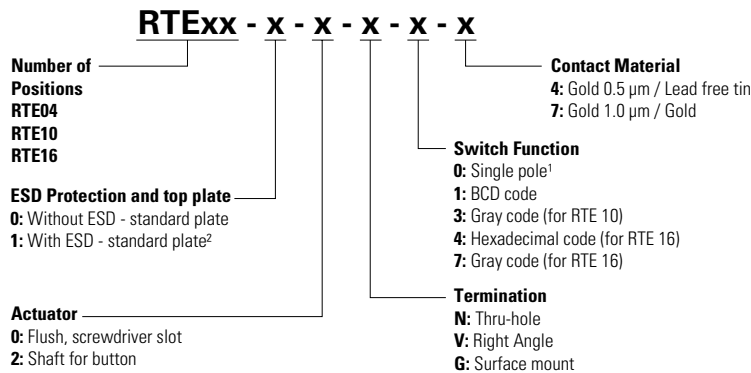 RTExx - x - x - x - x - x
Number of
Positions
RTE04
RTE10
RTE16
ESD Protection and top plate
0: Without ESD - standard plate
1: With ESD - standard plate²
Actuator
0: Flush, screwdriver slot
2: Shaft for button
Contact Material
4: Gold 0.5 µm / Lead free tin
7: Gold 1.0 µm / Gold
Switch Function
0: Single pole¹
1: BCD code
3: Gray code (for RTE 10)
4: Hexadecimal code (for RTE 16)
7: Gray code (for RTE 16)
Termination
N: Thru-hole
V: Right Angle
G: Surface mount